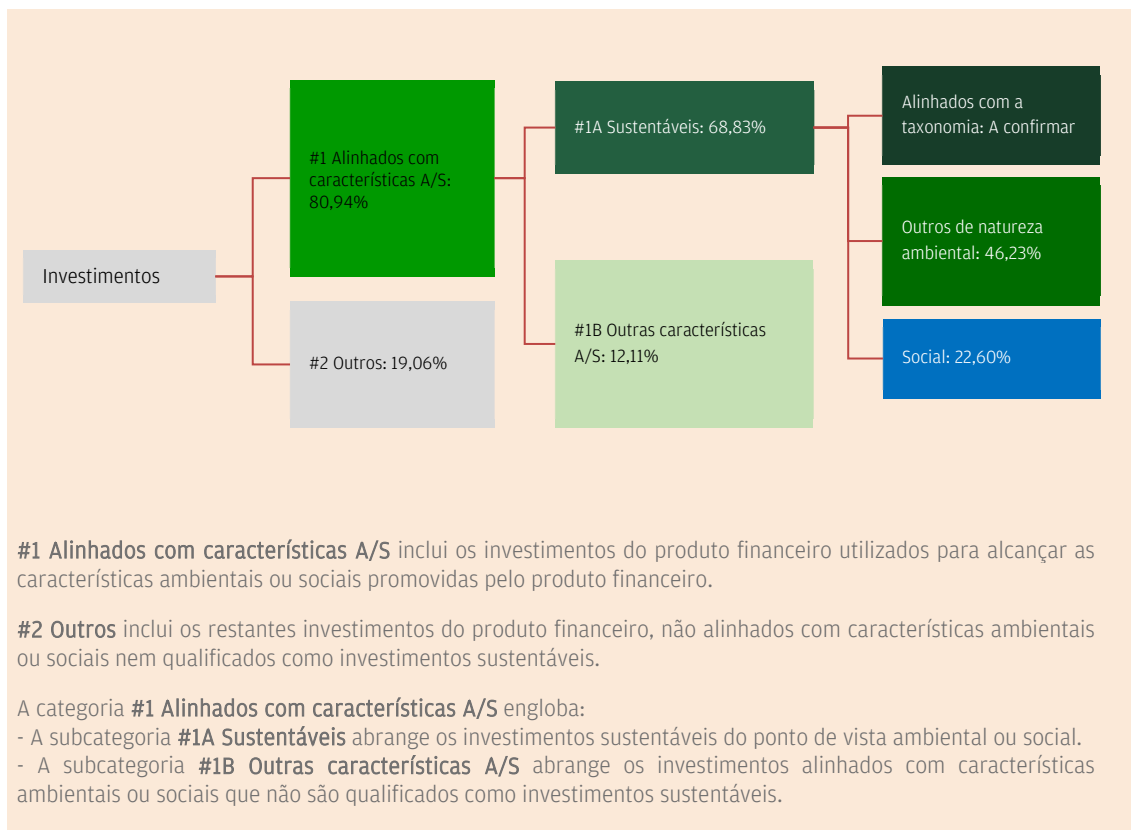 Investimentos
#1 Alinhados com
características A/S:
80,94%
#2 Outros: 19,06%
#1A Sustentáveis: 68,83%
#1B Outras características
A/S: 12,11%
Alinhados com a
taxonomia: A confirmar
Outros de natureza
ambiental: 46,23%
Social: 22,60%
#1 Alinhados com características A/S inclui os investimentos do produto financeiro utilizados para alcançar as
características ambientais ou sociais promovidas pelo produto financeiro.
#2 Outros inclui os restantes investimentos do produto financeiro, não alinhados com características ambientais
ou sociais nem qualificados como investimentos sustentáveis.
A categoria #1 Alinhados com características A/S engloba:
- A subcategoria #1A Sustentáveis abrange os investimentos sustentáveis do ponto de vista ambiental ou social.
- A subcategoria #1B Outras características A/S abrange os investimentos alinhados com características
ambientais ou sociais que não são qualificados como investimentos sustentáveis.